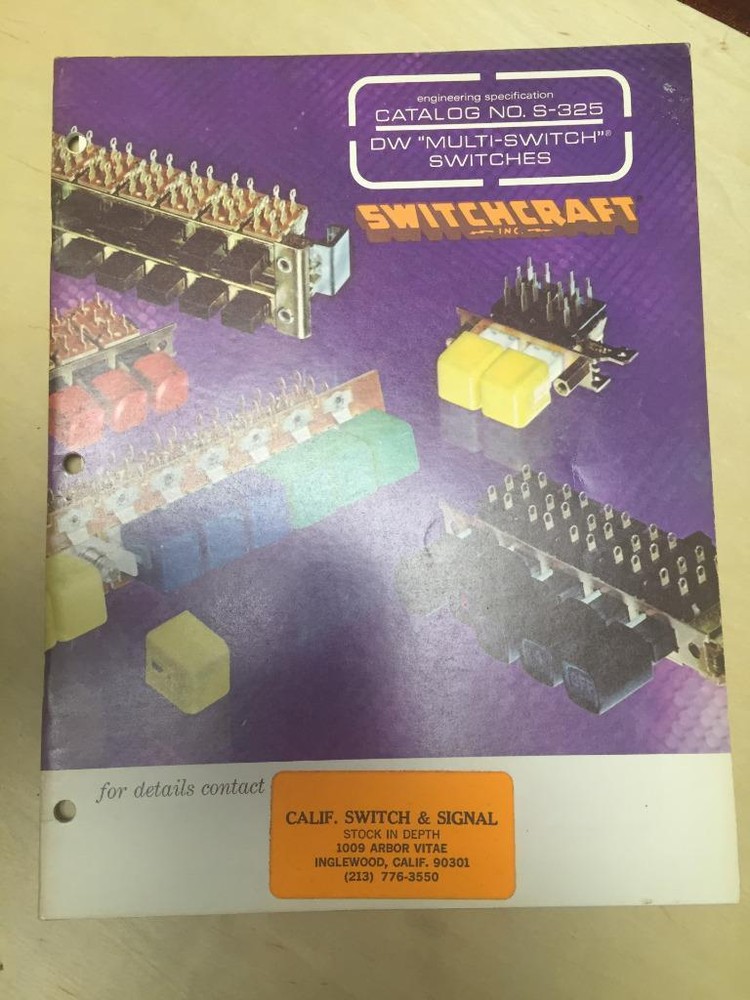 engineering specification
CATALOG NO. S-325
DW "MULTI-SWITCH"®
SWITCHES
SWITCHCRAFT
INC.
for details contact
CALIF. SWITCH & SIGNAL
STOCK IN DEPTH
1009 ARBOR VITAE
INGLEWOOD, CALIF. 90301
(213) 776-3550